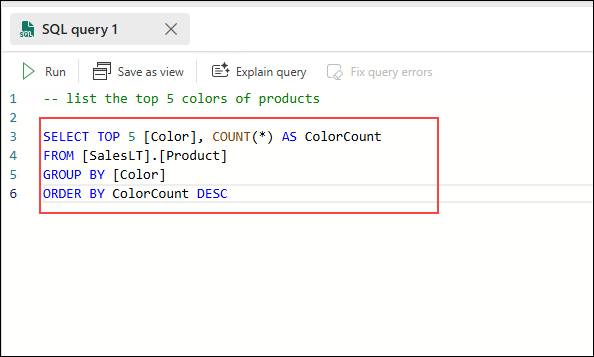 SQL query 1
Run Save as view Explain query Fix query errors
1 -- list the top 5 colors of products
2
3 SELECT TOP 5 [Color], COUNT(*) AS ColorCount
4 FROM [SalesLT].[Product]
5 GROUP BY [Color]
6 ORDER BY ColorCount DESC